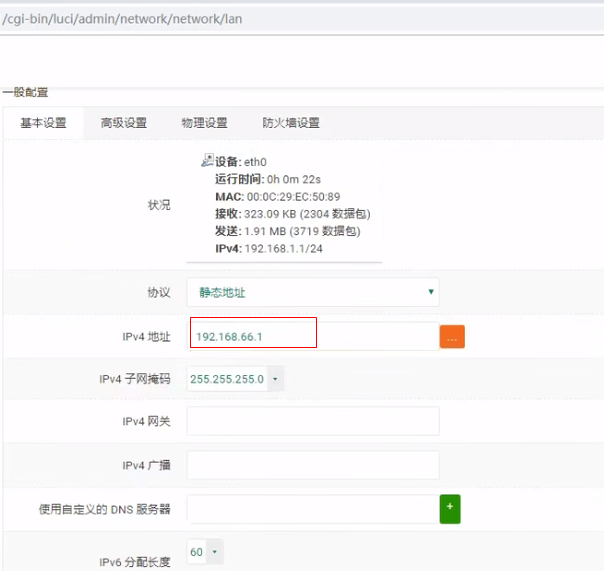 /cgi-bin/luci/admin/network/network/lan
一般配置
基本设置 高级设置 物理设置 防火墙设置
状况
设备: eth0
运行时间: 0h 0m 22s
MAC: 00:0C:29:EC:50:89
接收: 323.09 KB (2304 数据包)
发送: 1.91 MB (3719 数据包)
IPv4: 192.168.1.1/24
协议 静态地址
IPv4 地址 192.168.66.1 ...
IPv4 子网掩码 255.255.255.0
IPv4 网关
IPv4 广播
使用自定义的 DNS 服务器 +
IPv6 分配长度 60